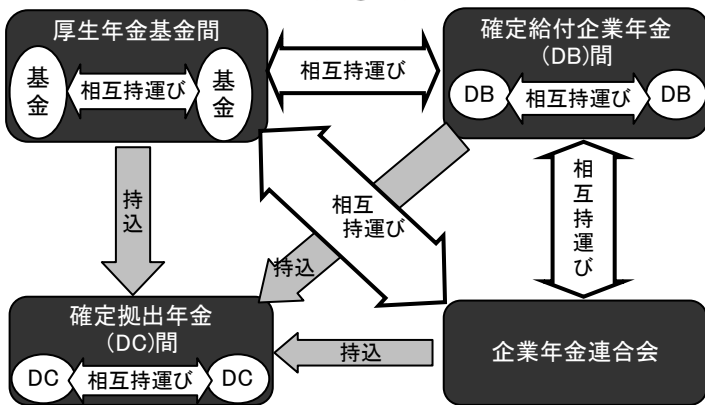 厚生年金基金間
基金
相互持運び
基金
相互持運び
確定給付企業年金
(DB)間
DB
相互持運び
DB
持込
相互
持運び
持込
相互持運び
確定拠出年金
(DC)間
DC
相互持運び
DC
持込
企業年金連合会